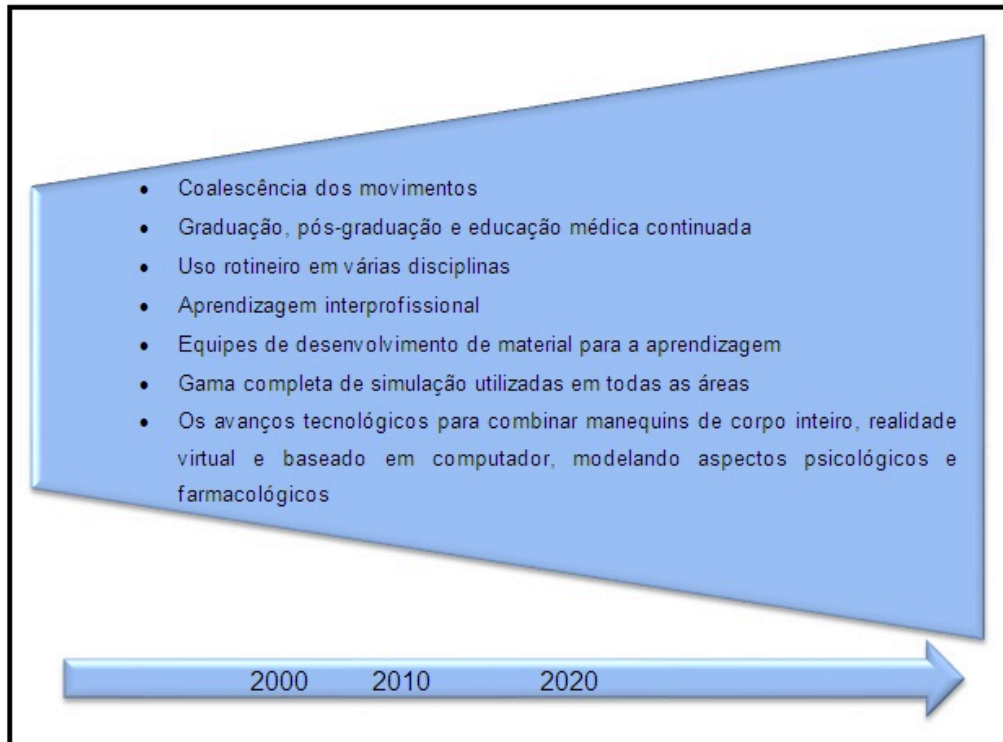 • Coalescência dos movimentos
• Graduação, pós-graduação e educação médica continuada
• Uso rotineiro em várias disciplinas
• Aprendizagem interprofissional
• Equipes de desenvolvimento de material para a aprendizagem
• Gama completa de simulação utilizadas em todas as áreas
• Os avanços tecnológicos para combinar manequins de corpo inteiro, realidade
virtual e baseado em computador, modelando aspectos psicológicos e
farmacológicos
2000 2010 2020